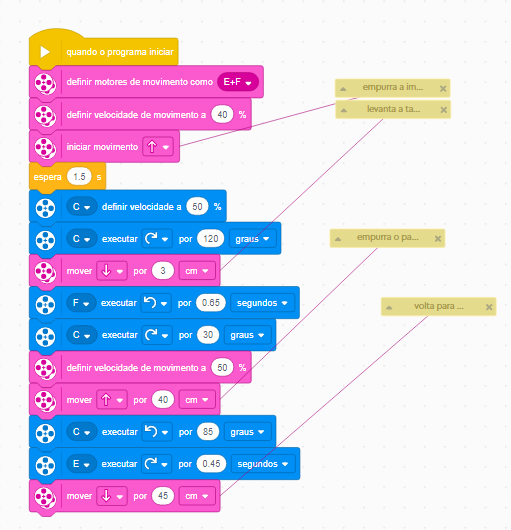 quando o programa iniciar
definir motores de movimento como E+F
definir velocidade de movimento a 40 %
iniciar movimento
espera 1.5 s
C definir velocidade a 50 %
C executar por 120 graus
mover por 3 cm
F executar por 0.65 segundos
C executar por 30 graus
definir velocidade de movimento a 50 %
mover por 40 cm
C executar por 85 graus
E executar por 0.45 segundos
mover por 45 cm
empurra a im...
levanta a ta...
empurra o pa...
volta para ...